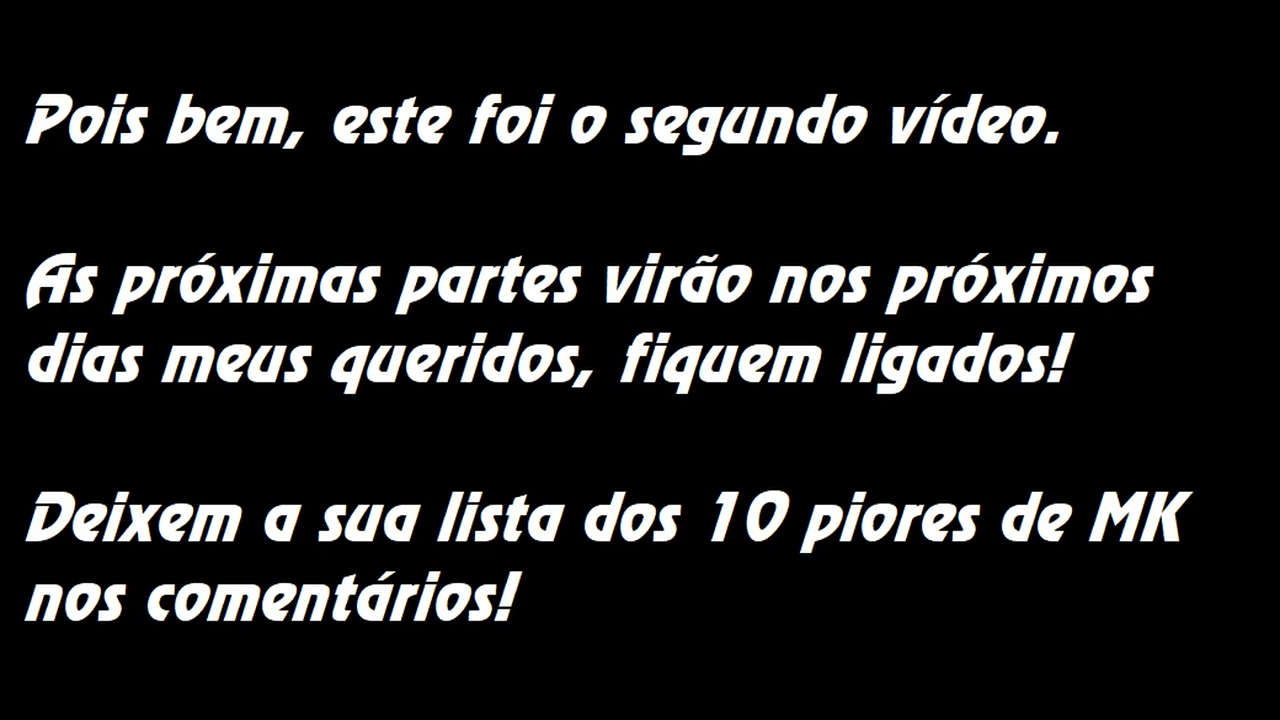 Pois bem, este foi o segundo vídeo.
As próximas partes virão nos próximos
dias meus queridos, fiquem ligados!
Deixem a sua lista dos 10 piores de MK
nos comentários!